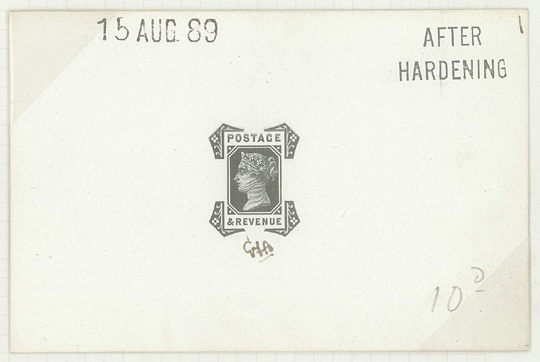 15 AUG 89
AFTER
HARDENING
POSTAGE
& REVENUE
10D